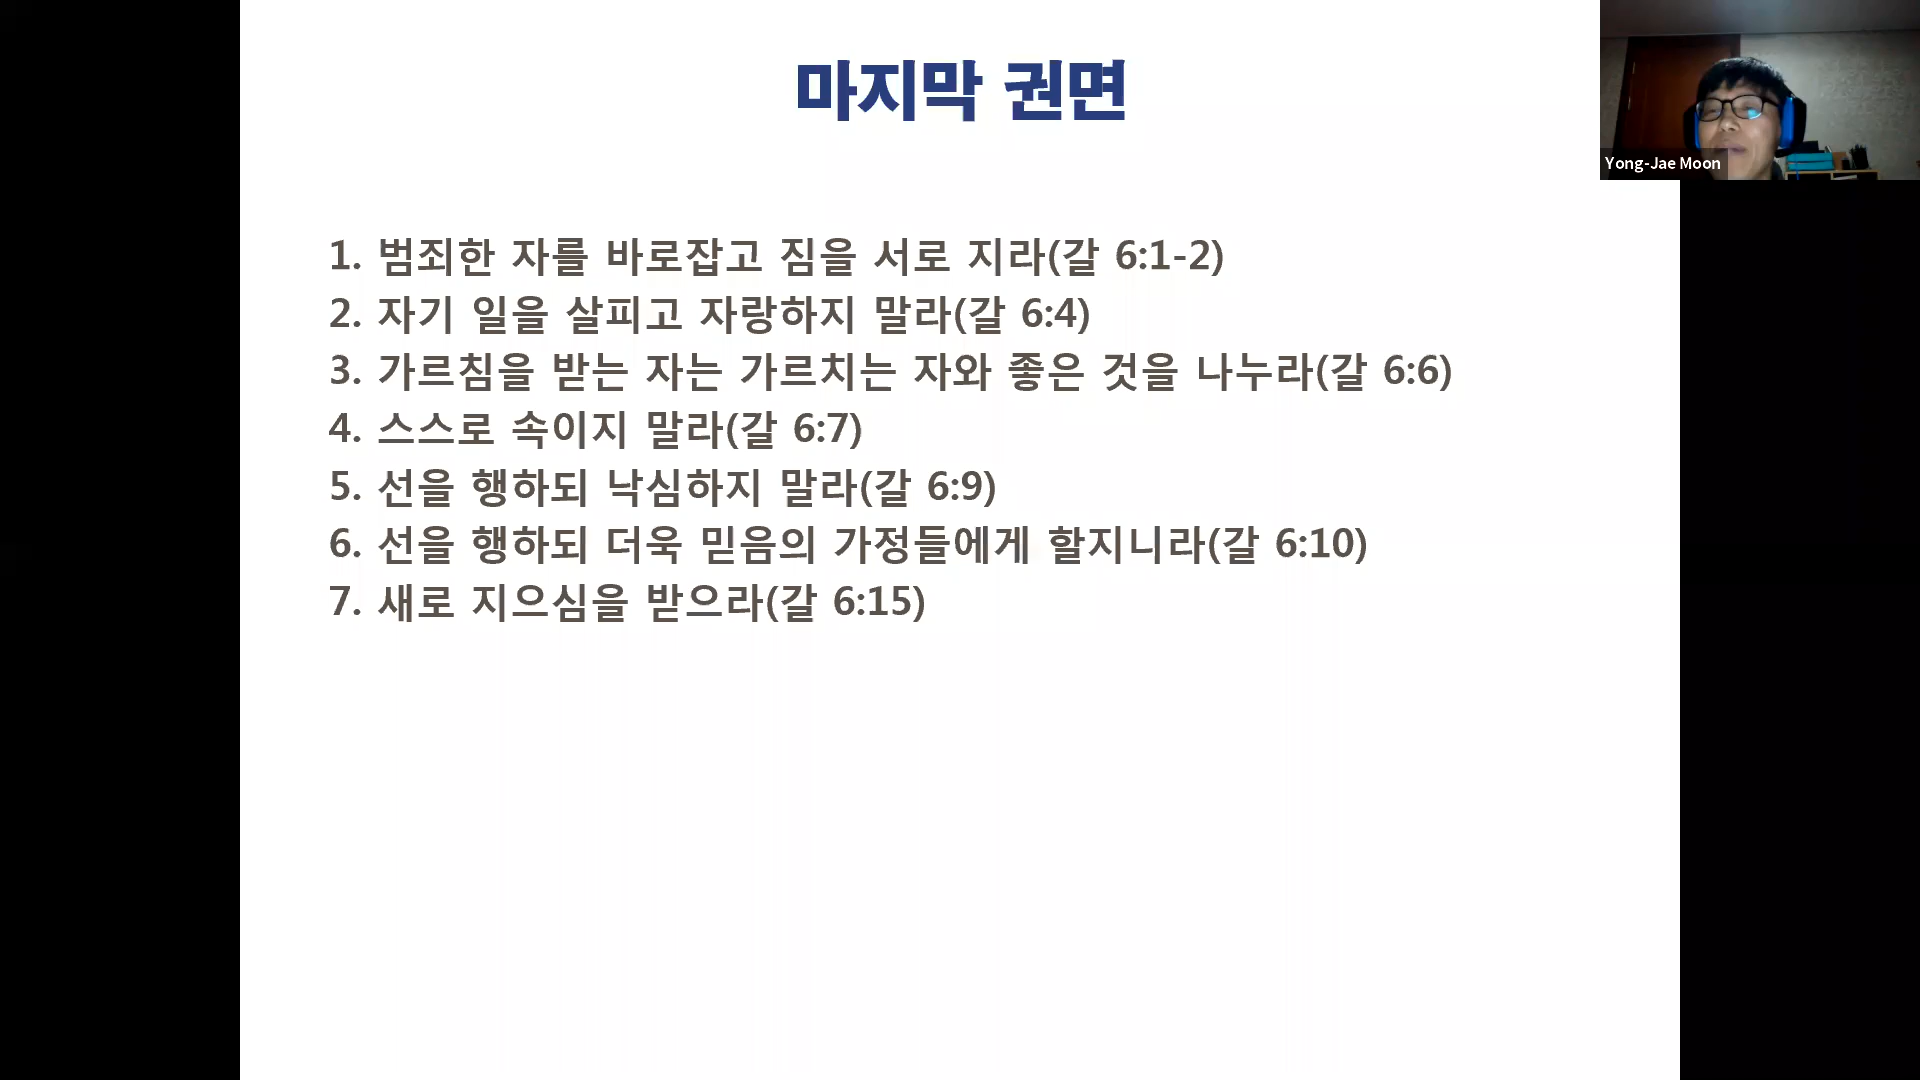 마지막 권면
Yong-Jae Moon
1. 범죄한 자를 바로잡고 짐을 서로 지라(갈 6:1-2)
2. 자기 일을 살피고 자랑하지 말라(갈 6:4)
3. 가르침을 받는 자는 가르치는 자와 좋은 것을 나누라(갈 6:6)
4. 스스로 속이지 말라(갈 6:7)
5. 선을 행하되 낙심하지 말라(갈 6:9)
6. 선을 행하되 더욱 믿음의 가정들에게 할지니라(갈 6:10)
7. 새로 지으심을 받으라(갈 6:15)